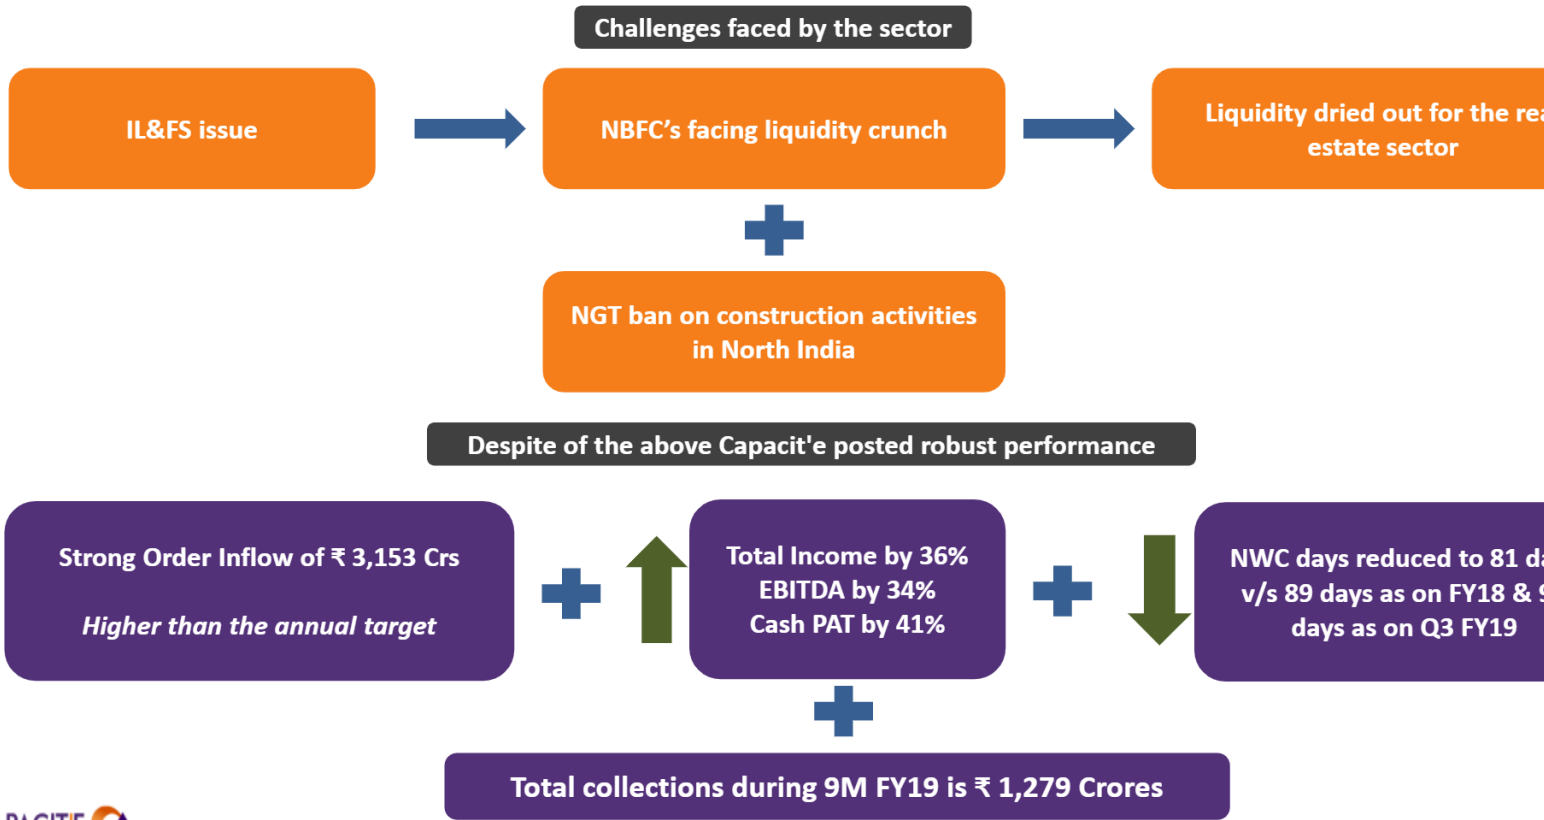 Challenges faced by the sector
IL&FS issue
NBFC’s facing liquidity crunch
Liquidity dried out for the
estate sector
NGT ban on construction activities
in North India
Despite of the above Capacit'e posted robust performance
Strong Order Inflow of ₹ 3,153 Crs
Higher than the annual target
Total Income by 36%
EBITDA by 34%
Cash PAT by 41%
NWC days reduced to 81
v/s 89 days as on FY18 &
days as on Q3 FY19
Total collections during 9M FY19 is ₹ 1,279 Crores